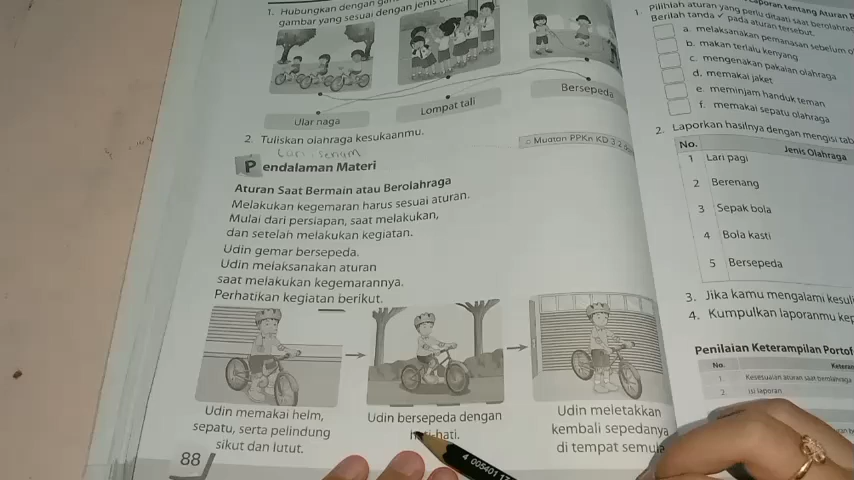 1. Hubungkan dengan
gambar yang sesuai dengan jenis
Ular naga
Lompat tali
Bersepeda
2. Tuliskan olahraga kesukaanmu.
Lari, senam
Muatan PPKn KD 3.2
Pendalaman Materi
Aturan Saat Bermain atau Berolahraga
Melakukan kegemaran harus sesuai aturan.
Mulai dari persiapan, saat melakukan,
dan setelah melakukan kegiatan.
Udin gemar bersepeda.
Udin melaksanakan aturan
saat melakukan kegemarannya.
Perhatikan kegiatan berikut.
Udin memakai helm,
sepatu, serta pelindung
sikut dan lutut.
Udin bersepeda dengan
hati-hati.
Udin meletakkan
kembali sepedanya
di tempat semula
88
tentang Aturan
1. Pilihlah aturan yang perlu ditaati saat
Berilah tanda ✓ pada aturan tersebut.
a. melaksanakan pemanasan sebelum
b. makan terlalu kenyang
c. mengenakan pakaian olahraga
d. memakai jaket
e. meminjam handuk teman
f. memakai sepatu olahraga
2. Laporkan hasilnya dengan mengisi
No. Jenis Olahraga
1 Lari pagi
2 Berenang
3 Sepak bola
4 Bola kasti
5 Bersepeda
3. Jika kamu mengalami
4. Kumpulkan laporanmu
Penilaian Keterampilan
No.
1. Kesesuaian aturan saat berolahraga
2. Isi laporan